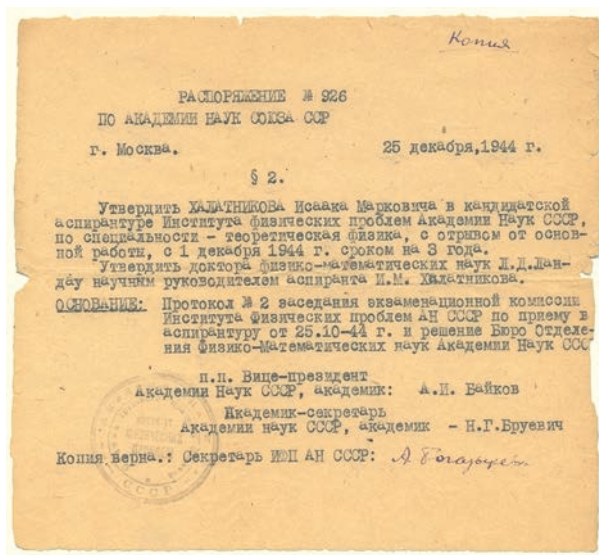 Копия
РАСПОРЯЖЕНИЕ № 926
ПО АКАДЕМИИ НАУК СОЮЗА ССР
г. Москва. 25 декабря,1944 г.
§ 2.
Утвердить ХАЛАТНИКОВА Исаака Марковича в кандидатской
аспирантуре Института физических проблем Академии Наук СССР,
по специальности - теоретическая физика, с отрывом от основ-
ной работы, с 1 декабря 1944 г. сроком на 3 года.
Утвердить доктора физико-математических наук Л.Д.Лан-
дау научным руководителем аспиранта И.М. Халатникова.
ОСНОВАНИЕ: Протокол № 2 заседания экзаменационной комиссии
Института Физических проблем АН СССР по приему в
аспирантуру от 25.10-44 г. и решение Бюро Отделе-
ния Физико-Математических наук Академии Наук ССС
п.п. Вице-президент
Академии Наук СССР, академик: А.И. Байков
Академик-секретарь
Академии наук СССР, академик - Н.Г.Бруевич
Копия верна.: Секретарь ИФП АН СССР:
СССР